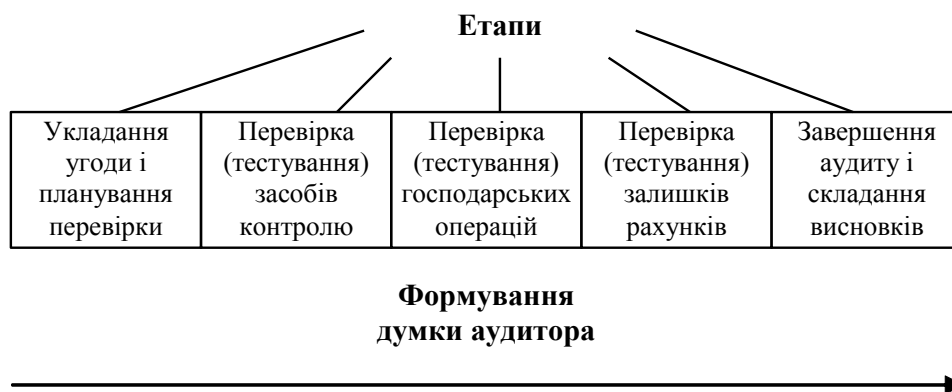 Етапи
Укладання
угоди і
планування
перевірки
Перевірка
(тестування)
засобів
контролю
Перевірка
(тестування)
господарських
операцій
Перевірка
(тестування)
залишків
рахунків
Завершення
аудиту і
складання
висновків
Формування
думки аудитора